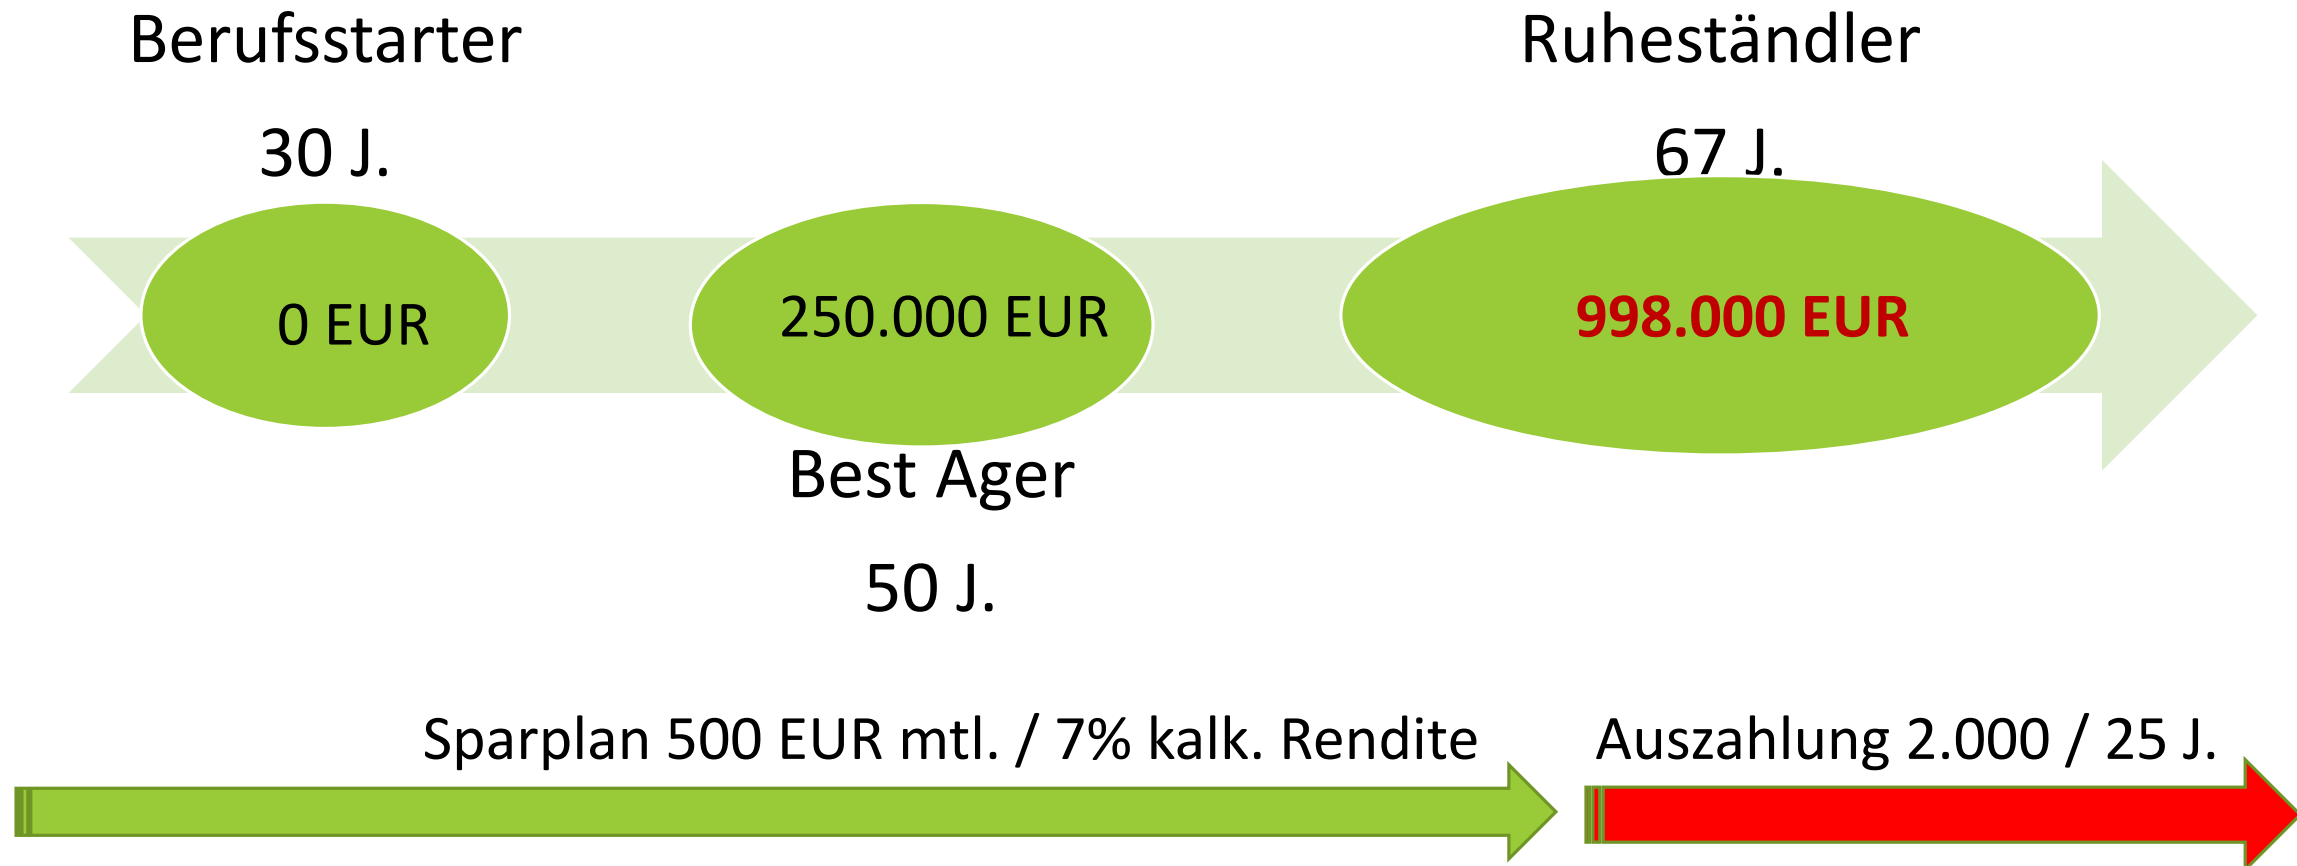 Berufsstarter
30 J.
Ruheständler
67 J.
0 EUR
250.000 EUR
998.000 EUR
Best Ager
50 J.
Sparplan 500 EUR mtl. / 7% kalk. Rendite
Auszahlung 2.000 / 25 J.